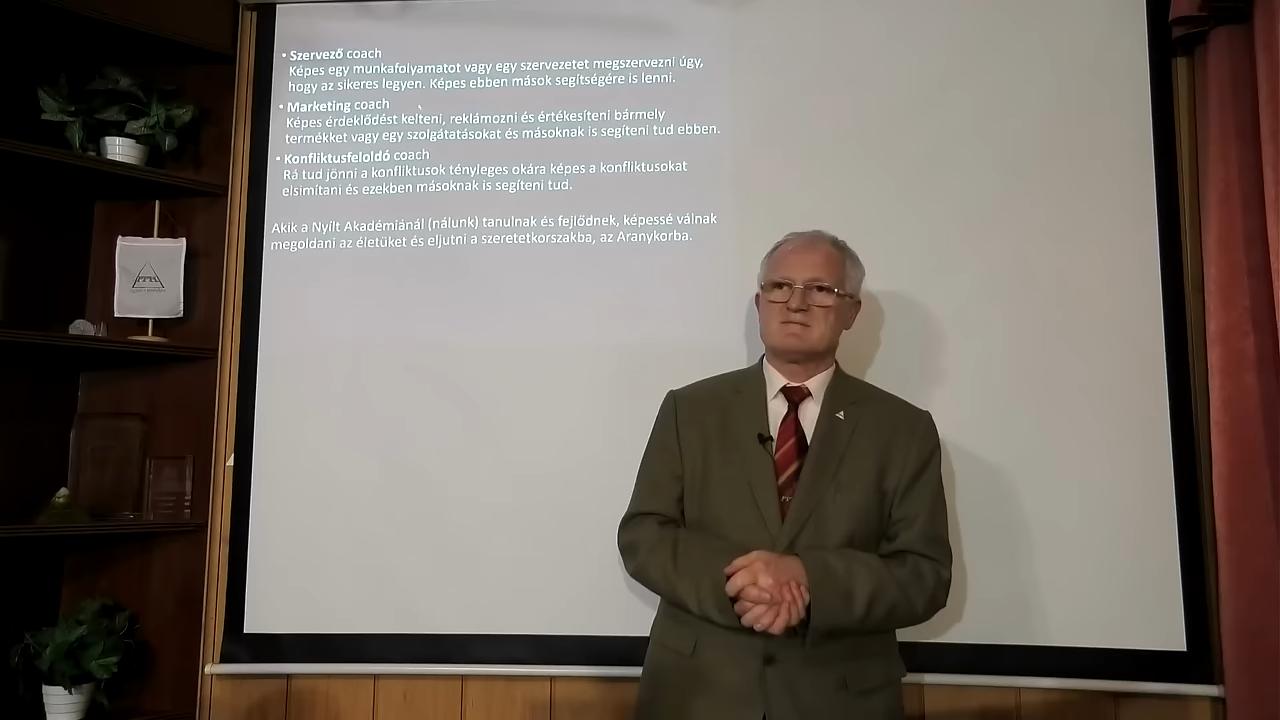 • Szervező coach
Képes egy munkafolyamatot vagy egy szervezetet megszervezni úgy,
hogy az sikeres legyen. Képes ebben mások segítségére is lenni.
• Marketing coach
Képes érdeklődést kelteni, reklámozni és értékesíteni bármely
termékket vagy egy szolgátatásokat és másoknak is segíteni tud ebben.
• Konfliktusfeloldó coach
Rá tud jönni a konfliktusok tényleges okára képes a konfliktusokat
elsimítani és ezekben másoknak is segíteni tud.
Akik a Nyílt Akadémiánál (nálunk) tanulnak és fejlődnek, képessé válnak
megoldani az életüket és eljutni a szeretetkorszakba, az Aranykorba.